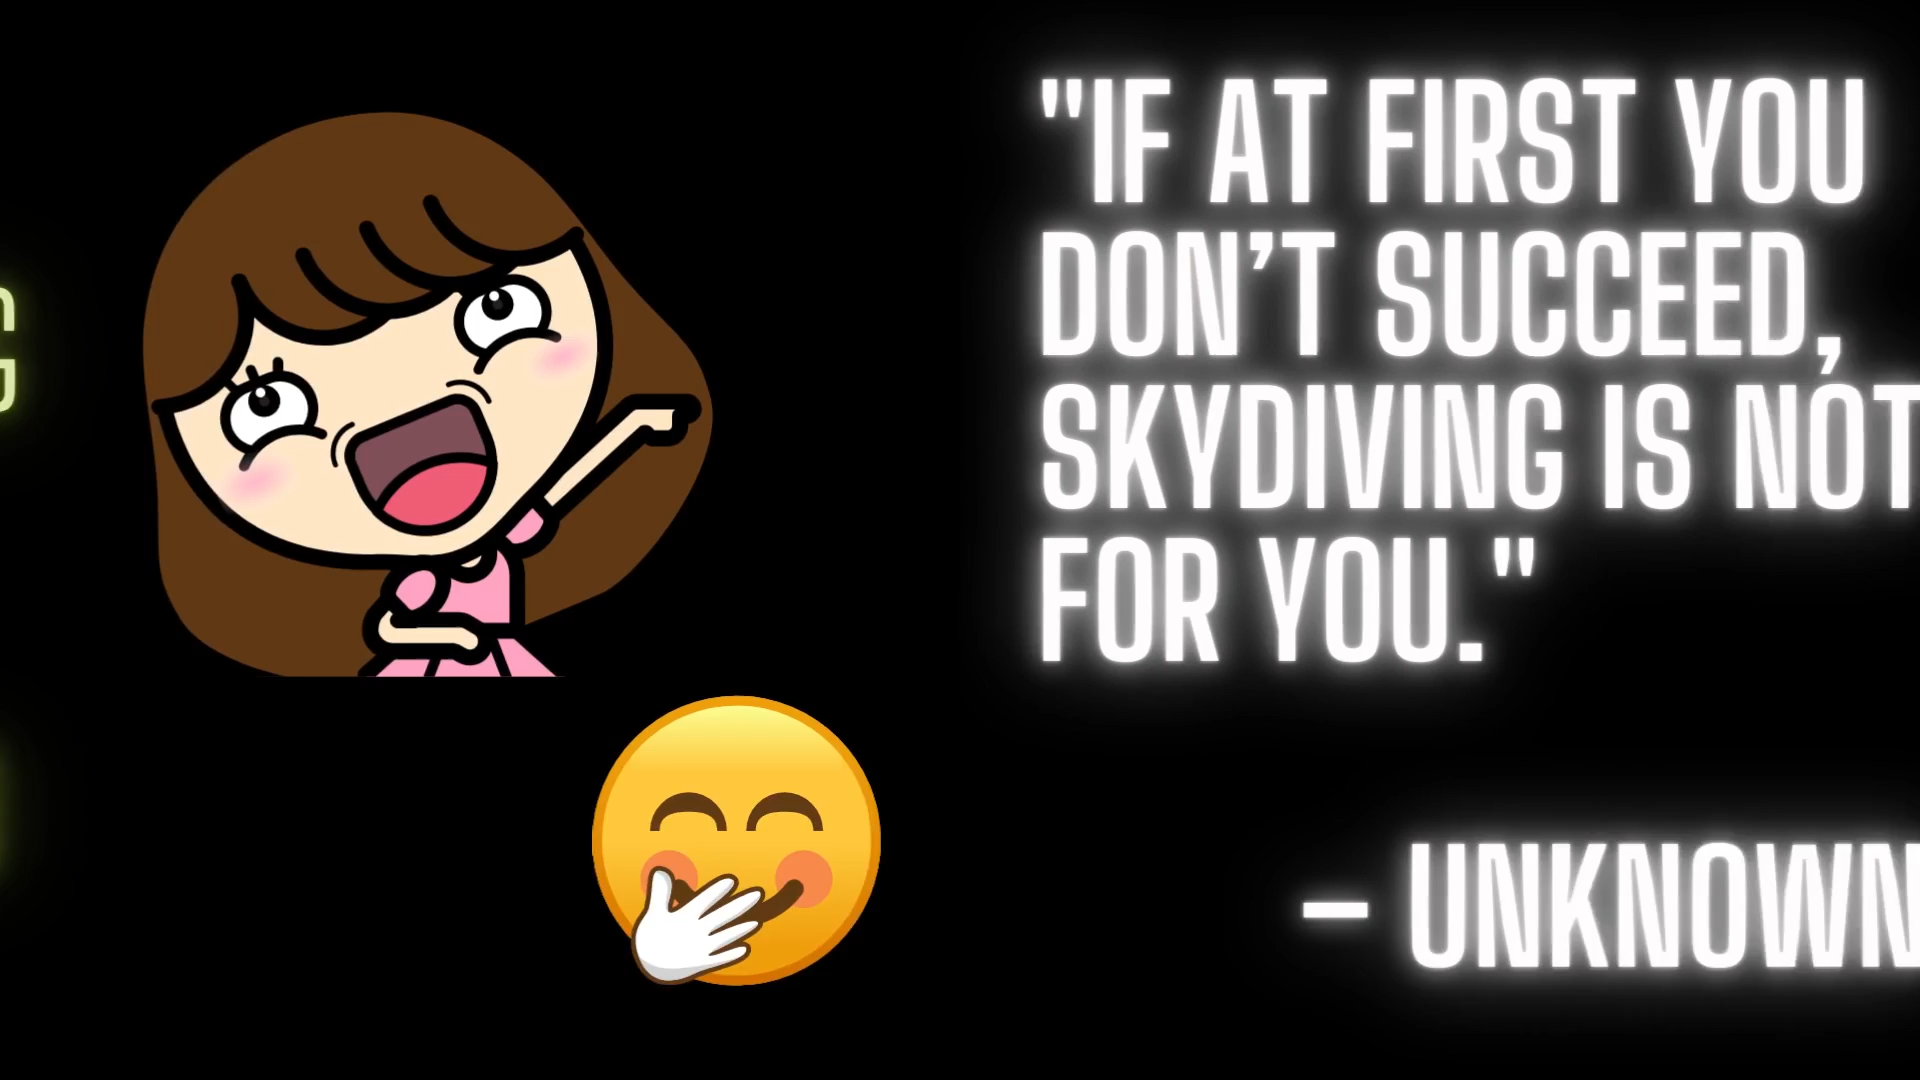 "IF AT FIRST YOU
DON’T SUCCEED,
SKYDIVING IS NOT
FOR YOU."
– UNKNOWN